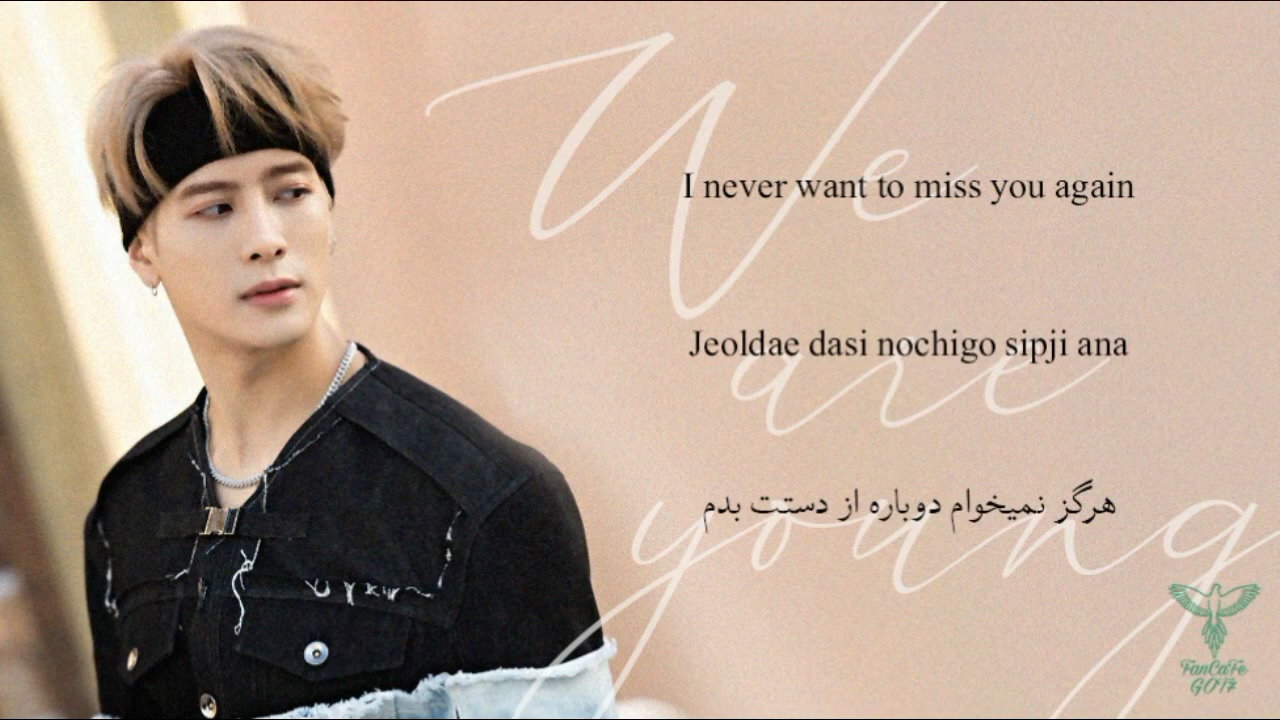 We
I never want to miss you again
Jeoldae dasi nochigo sipji ana
are
هرگز نمیخوام دوباره از دستت بدم
young
FanCaFe
GOT7